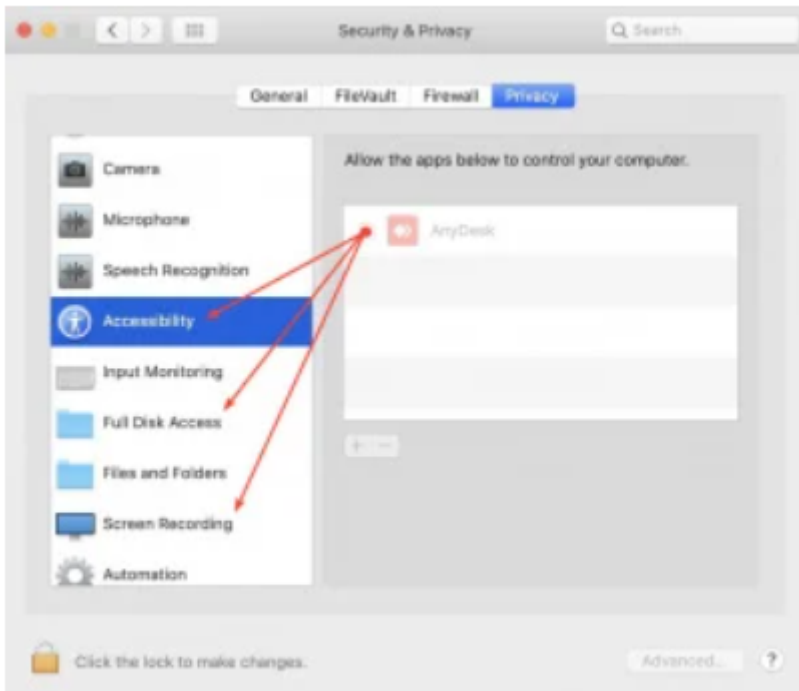 Security & Privacy
Search
General FileVault Firewall Privacy
Camera
Microphone
Speech Recognition
Accessibility
Input Monitoring
Full Disk Access
Files and Folders
Screen Recording
Automation
Allow the apps below to control your computer.
AnyDesk
+ −
Click the lock to make changes.
Advanced...
?